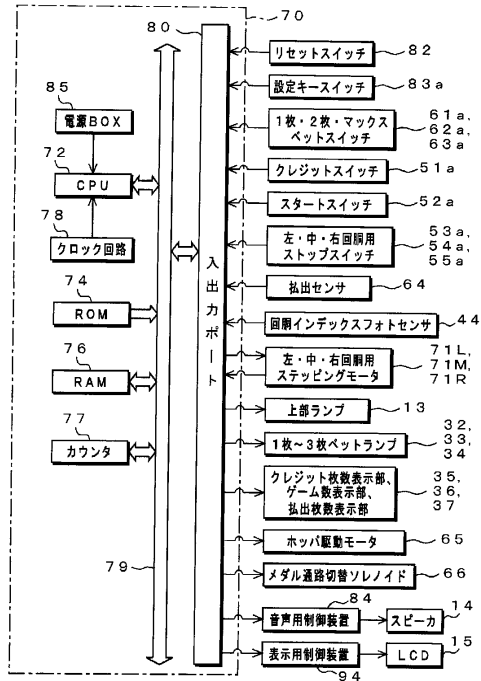 70
80
85
電源BOX
72
CPU
78
クロック回路
74
ROM
76
RAM
77
カウンタ
79
入出力ポート
リセットスイッチ
82
設定キースイッチ
83a
1枚・2枚・マックス
ベットスイッチ
61a,
62a,
63a
クレジットスイッチ
51a
スタートスイッチ
52a
左・中・右回胴用
ストップスイッチ
53a,
54a,
55a
払出センサ
64
回胴インデックスフォトセンサ
44
左・中・右回胴用
ステッピングモータ
71L,
71M,
71R
上部ランプ
13
1枚～3枚ベットランプ
32,
33,
34
クレジット枚数表示部、
ゲーム数表示部、
払出枚数表示部
35,
36,
37
ホッパ駆動モータ
65
メダル通路切替ソレノイド
66
84
音声用制御装置
スピーカ
14
表示用制御装置
94
LCD
15